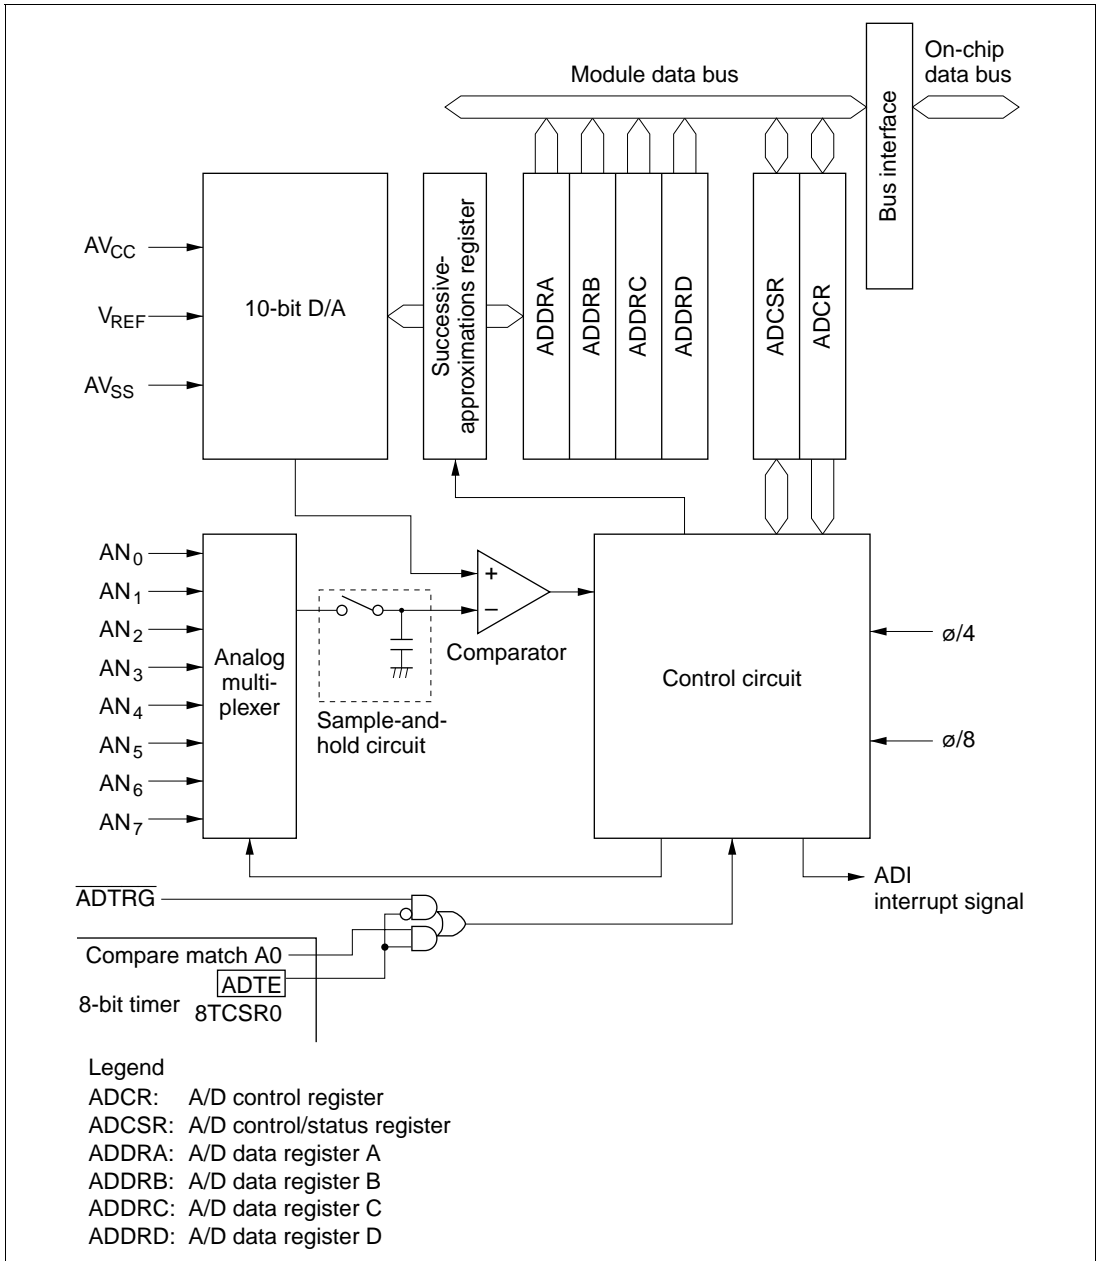 Module data bus
On-chip
data bus
Bus interface
AVCC
VREF
AVSS
10-bit D/A
Successive-
approximations register
ADDRA
ADDRB
ADDRC
ADDRD
ADCSR
ADCR
AN0
AN1
AN2
AN3
AN4
AN5
AN6
AN7
Analog
multi-
plexer
Sample-and-
hold circuit
+
−
Comparator
Control circuit
ø/4
ø/8
ADI
interrupt signal
ADTRG
Compare match A0
ADTE
8-bit timer
8TCSR0
Legend
ADCR: A/D control register
ADCSR: A/D control/status register
ADDRA: A/D data register A
ADDRB: A/D data register B
ADDRC: A/D data register C
ADDRD: A/D data register D